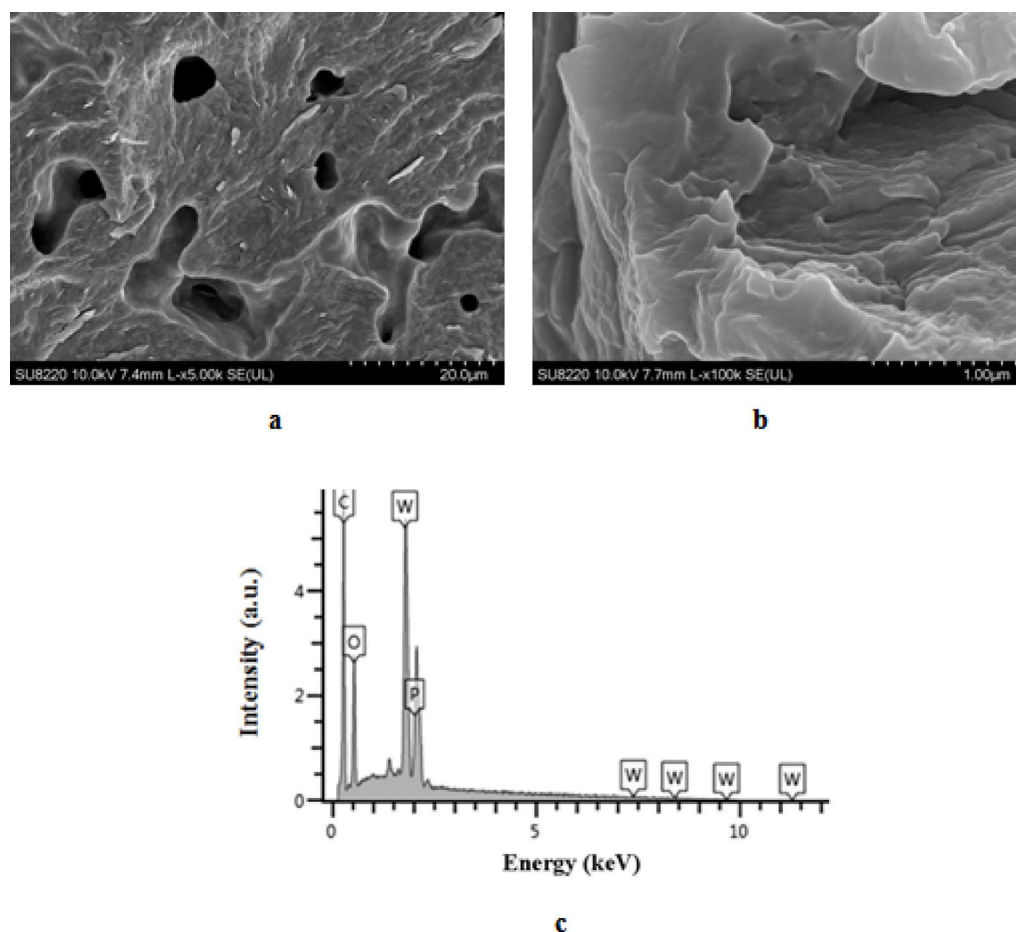 SU8220 10.0kV 7.4mm L-x5.00k SE(UL) 20.0µm
SU8220 10.0kV 7.7mm L-x100k SE(UL) 1.00µm
a
b
C
W
O
P
W
W
W
W
4
2
0
0
5
10
Intensity (a.u.)
Energy (keV)
c